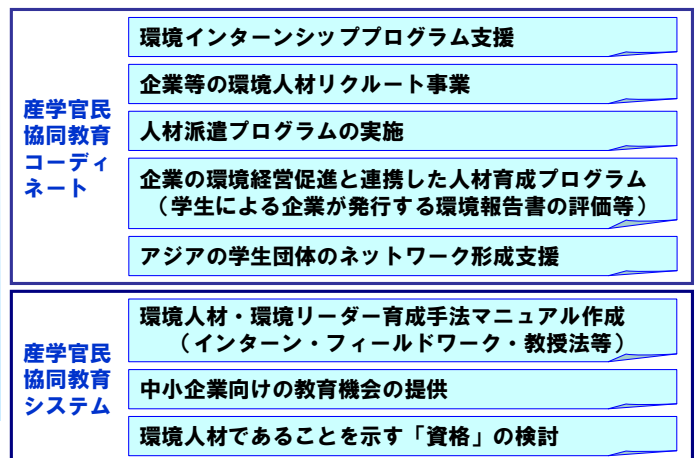 産学官民
協同教育
コーディ
ネート
環境インターンシッププログラム支援
企業等の環境人材リクルート事業
人材派遣プログラムの実施
企業の環境経営促進と連携した人材育成プログラム
（学生による企業が発行する環境報告書の評価等）
アジアの学生団体のネットワーク形成支援
産学官民
協同教育
システム
環境人材・環境リーダー育成手法マニュアル作成
（インターン・フィールドワーク・教授法等）
中小企業向けの教育機会の提供
環境人材であることを示す「資格」の検討